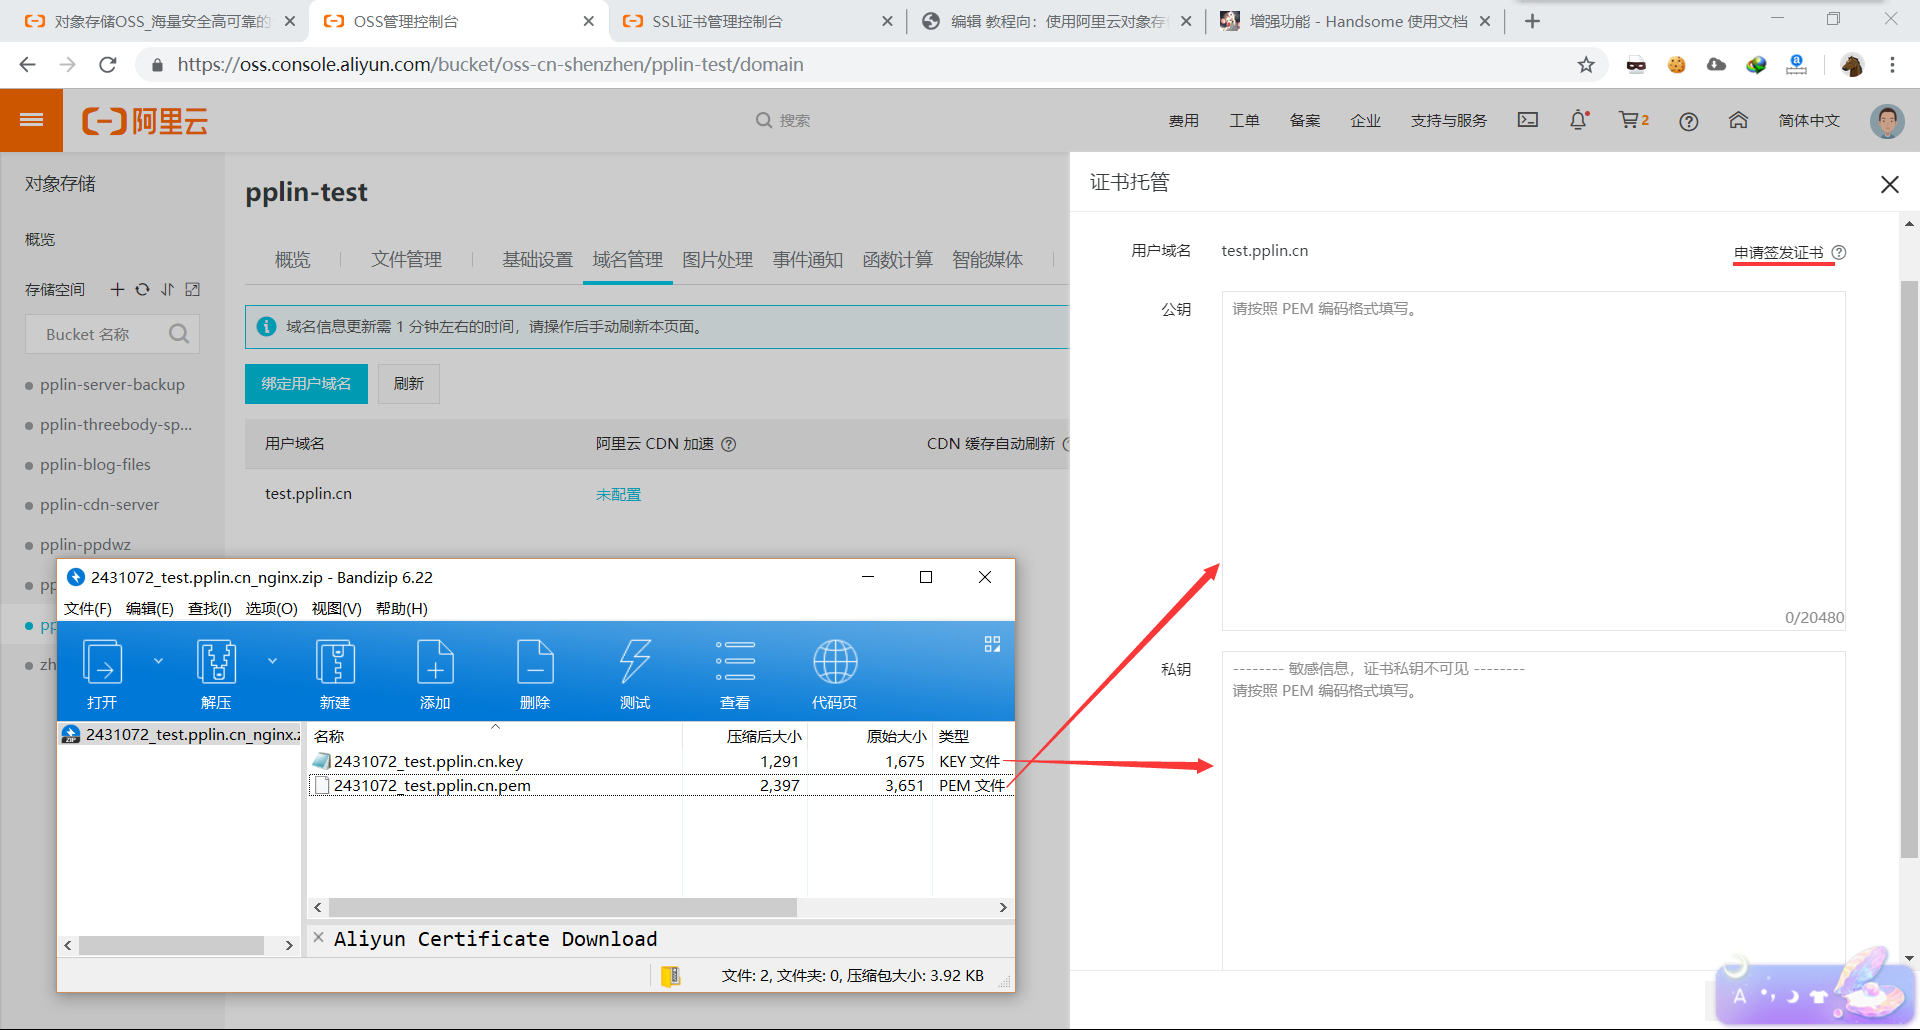 对象存储OSS_海量安全高可靠的
OSS管理控制台
SSL证书管理控制台
编辑 教程向：使用阿里云对象存
增强功能 - Handsome 使用文档
https://oss.console.aliyun.com/bucket/oss-cn-shenzhen/pplin-test/domain
阿里云
搜索
费用
工单
备案
企业
支持与服务
2
简体中文
对象存储
概览
存储空间
Bucket 名称
pplin-server-backup
pplin-threebody-sp...
pplin-blog-files
pplin-cdn-server
pplin-ppdwz
pp
pp
zh
pplin-test
概览
文件管理
基础设置
域名管理
图片处理
事件通知
函数计算
智能媒体
域名信息更新需 1 分钟左右的时间，请操作后手动刷新本页面。
绑定用户域名
刷新
用户域名
阿里云 CDN 加速
CDN 缓存自动刷新
test.pplin.cn
未配置
证书托管
用户域名
test.pplin.cn
申请签发证书
公钥
请按照 PEM 编码格式填写。
0/20480
私钥
-------- 敏感信息，证书私钥不可见 --------
请按照 PEM 编码格式填写。
2431072_test.pplin.cn_nginx.zip - Bandizip 6.22
文件(F)
编辑(E)
查找(I)
选项(O)
视图(V)
帮助(H)
打开
解压
新建
添加
删除
测试
查看
代码页
2431072_test.pplin.cn_nginx.z
名称
压缩后大小
原始大小
类型
2431072_test.pplin.cn.key
1,291
1,675
KEY 文件
2431072_test.pplin.cn.pem
2,397
3,651
PEM 文件
Aliyun Certificate Download
文件: 2, 文件夹: 0, 压缩包大小: 3.92 KB
A